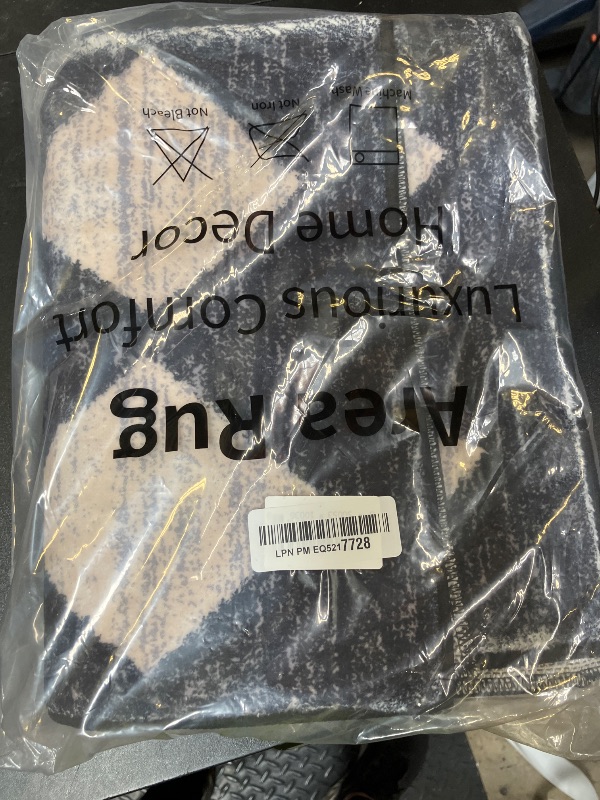 Area Rug
Luxurious Comfort
Home Decor
Machine Wash
Not Iron
Not Bleach
LPN PM EQ5217728